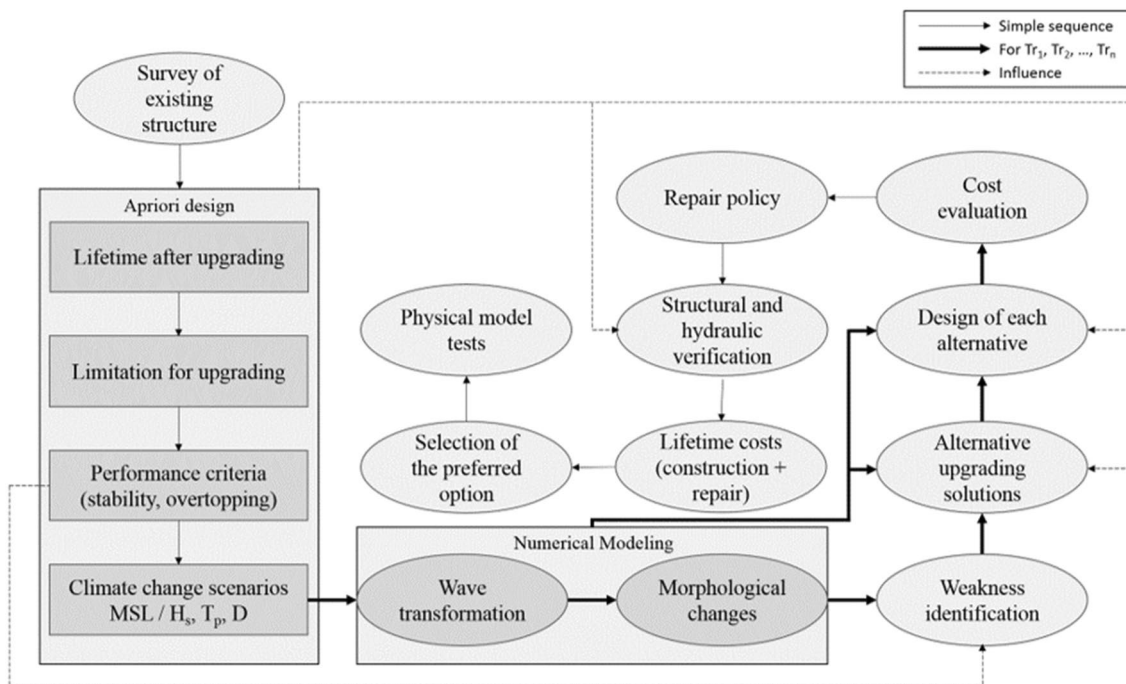 Simple sequence
For Tr₁, Tr₂, ..., Trₙ
Influence
Survey of
existing
structure
Apriori design
Lifetime after upgrading
Limitation for upgrading
Performance criteria
(stability, overtopping)
Climate change scenarios
MSL / Hₛ, Tₚ, D
Numerical Modeling
Wave
transformation
Morphological
changes
Weakness
identification
Alternative
upgrading
solutions
Design of each
alternative
Cost
evaluation
Repair policy
Structural and
hydraulic
verification
Lifetime costs
(construction +
repair)
Selection of
the preferred
option
Physical model
tests